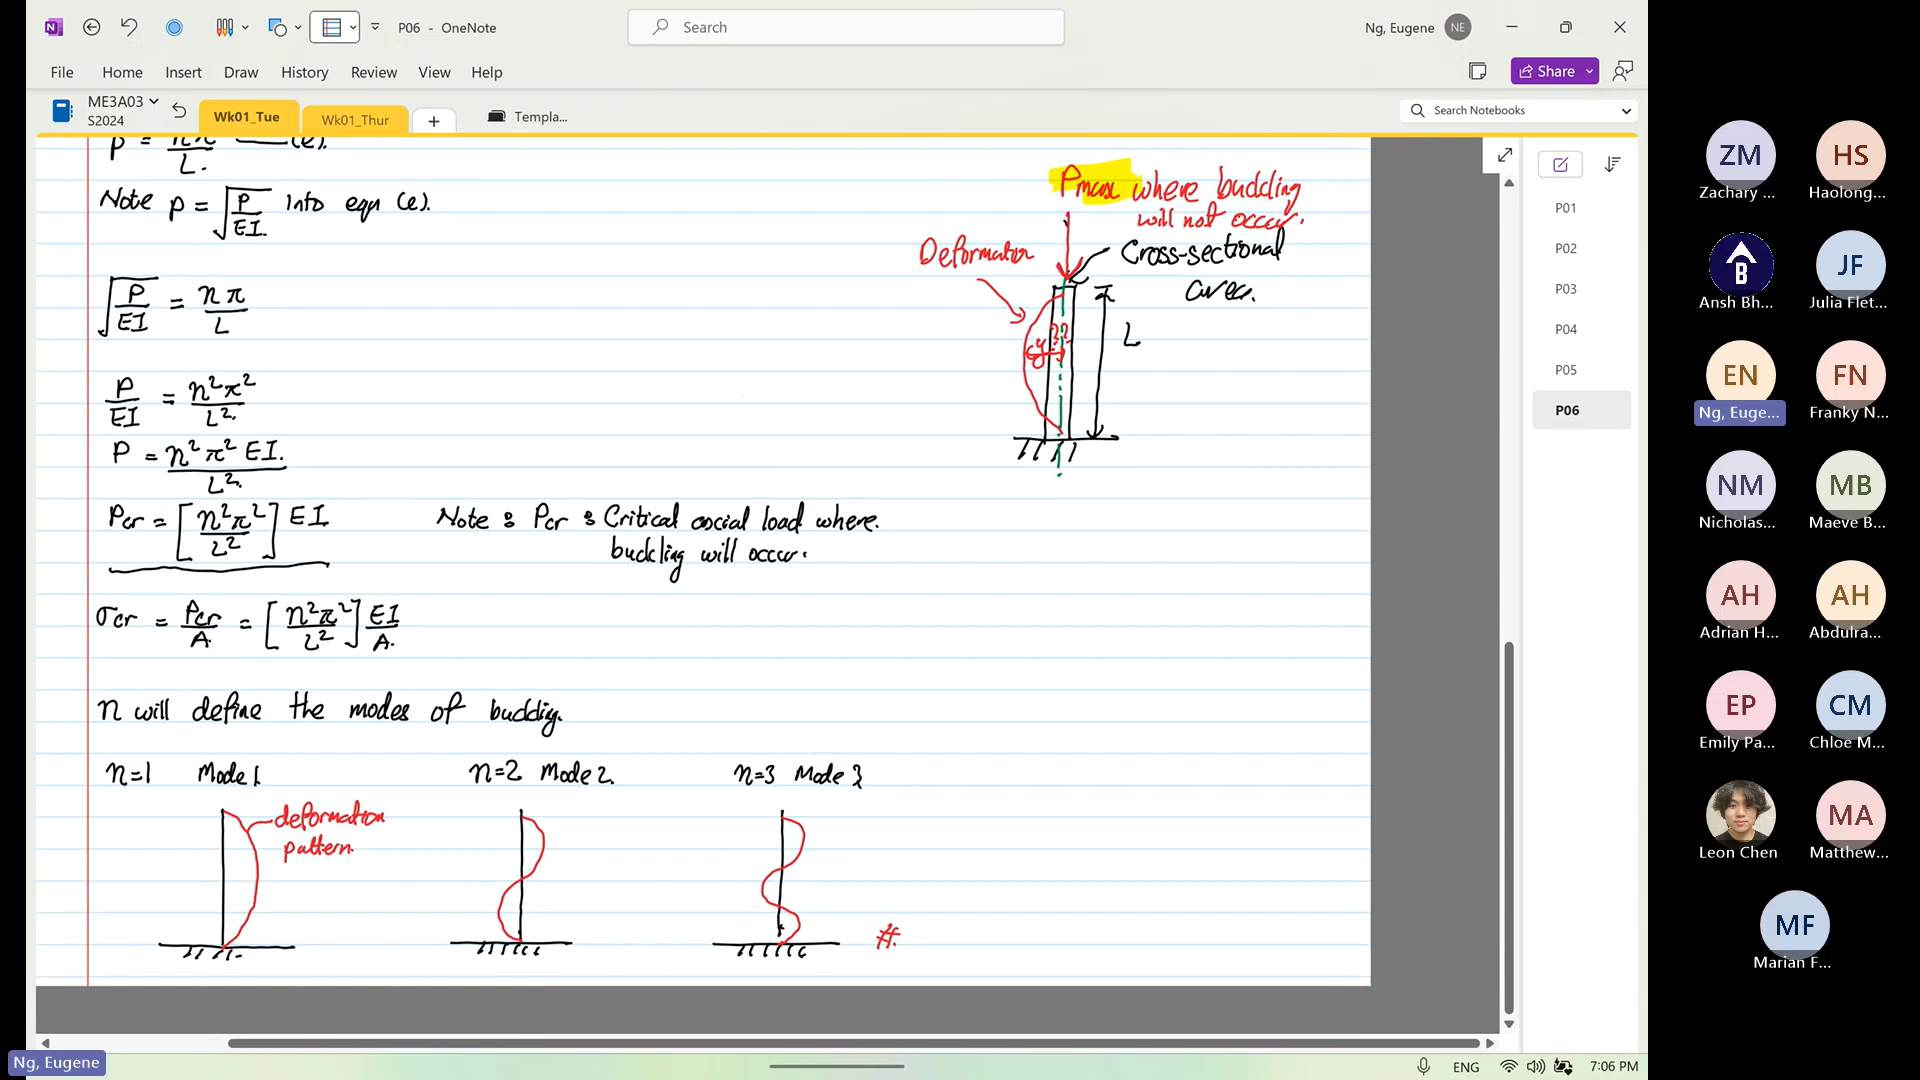 P06 - OneNote
Search
Ng, Eugene
NE
File
Home
Insert
Draw
History
Review
View
Help
Share
ME3A03
S2024
Wk01_Tue
Wk01_Thur
+
Templa...
Search Notebooks
p = nπ/L. (e).
Note p = √(P/EI.) into eqn (e).
√(P/EI) = nπ/L
P/EI = n²π²/L².
P = n²π² EI./L².
Pcr = [n²π²/L²] EI
Note : Pcr : Critical axial load where.
buckling will occur.
σcr = Pcr/A. = [n²π²/L²] EI/A.
n will define the modes of buckling.
n=1 Mode 1.
n=2 Mode 2.
n=3 Mode 3
deformation
pattern.
#.
Pmax where buckling
will not occur.
Deformation
Cross-sectional
area.
y
??
L
P01
P02
P03
P04
P05
P06
ZM
Zachary ...
HS
Haolong...
B
Ansh Bh...
JF
Julia Flet...
EN
Ng, Euge...
FN
Franky N...
NM
Nicholas...
MB
Maeve B...
AH
Adrian H...
AH
Abdulra...
EP
Emily Pa...
CM
Chloe M...
Leon Chen
MA
Matthew...
MF
Marian F...
Ng, Eugene
ENG
7:06 PM